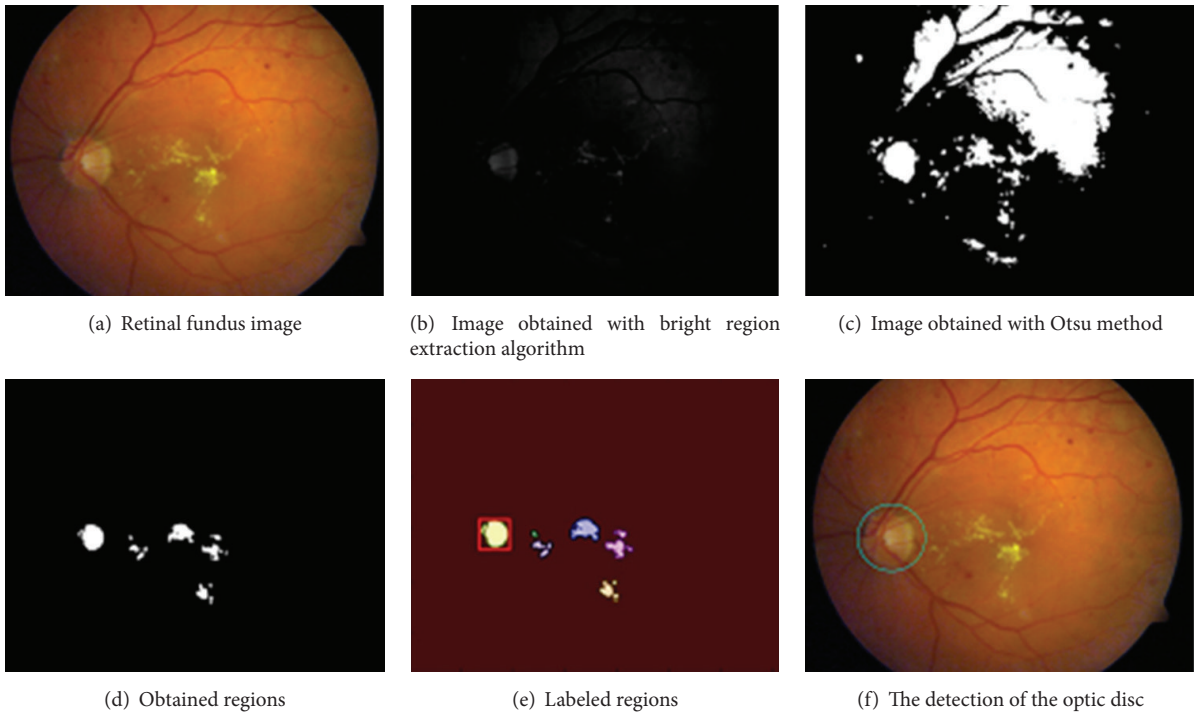 (a) Retinal fundus image
(b) Image obtained with bright region
extraction algorithm
(c) Image obtained with Otsu method
(d) Obtained regions
(e) Labeled regions
(f) The detection of the optic disc